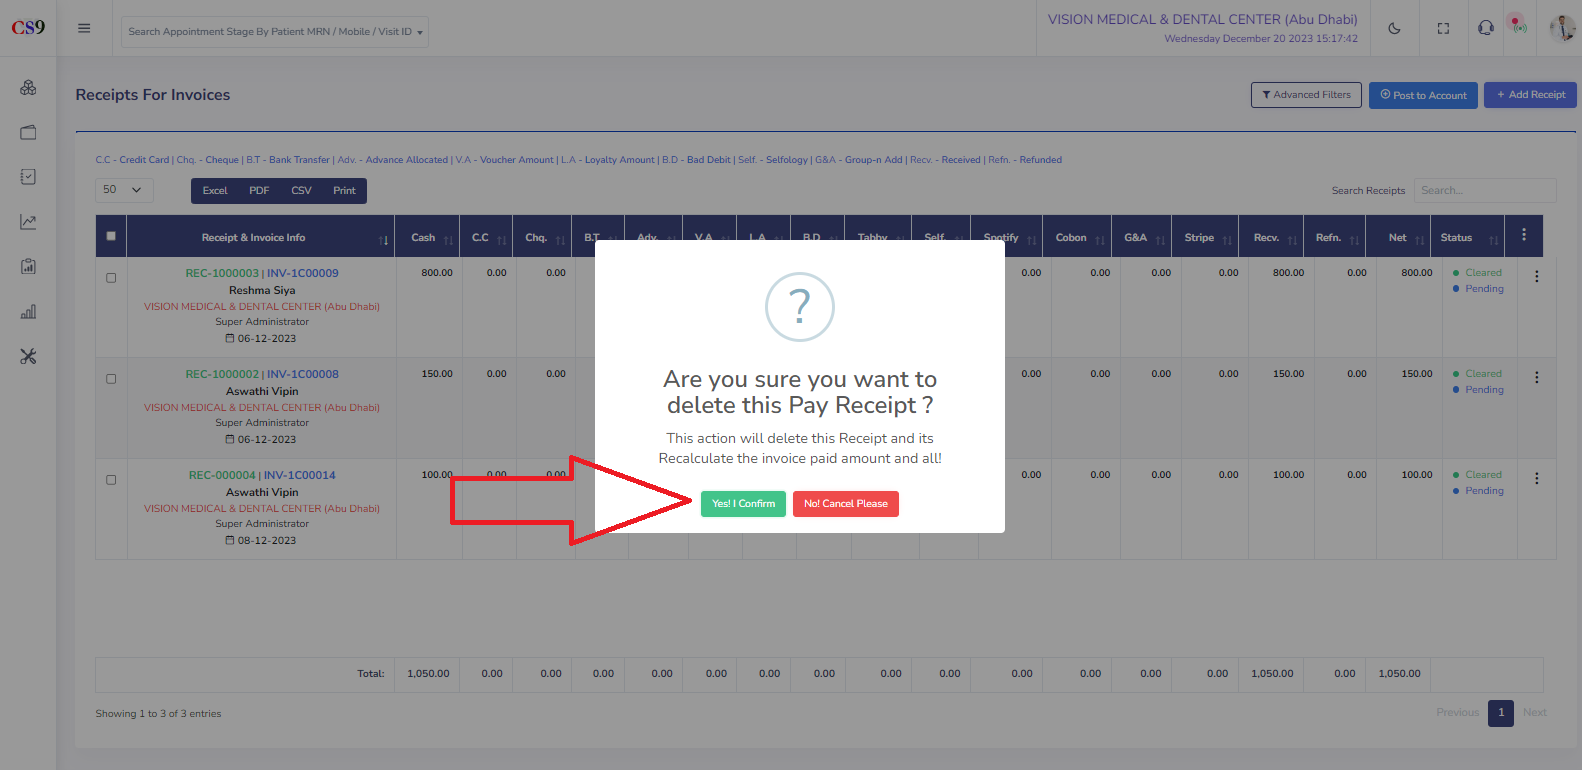 CS9
Search Appointment Stage By Patient MRN / Mobile / Visit ID
VISION MEDICAL & DENTAL CENTER (Abu Dhabi)
Wednesday December 20 2023 15:17:42
Receipts For Invoices
Advanced Filters
Post to Account
+ Add Receipt
C.C - Credit Card | Chq. - Cheque | B.T - Bank Transfer | Adv. - Advance Allocated | V.A - Voucher Amount | L.A - Loyalty Amount | B.D - Bad Debit | Self. - Selfology | G&A - Group-n Add | Recv. - Received | Refn. - Refunded
50
Excel PDF CSV Print
Search Receipts Search...
Receipt & Invoice Info Cash C.C Chq. B.T Adv. V.A L.A B.D Tabby Self. Spotify Cobon G&A Stripe Recv. Refn. Net Status
REC-1000003 | INV-1C00009 800.00 0.00 0.00 0.00 0.00 0.00 0.00 800.00 0.00 800.00 Cleared
Reshma Siya Pending
VISION MEDICAL & DENTAL CENTER (Abu Dhabi)
Super Administrator
06-12-2023
REC-1000002 | INV-1C00008 150.00 0.00 0.00 0.00 0.00 0.00 0.00 150.00 0.00 150.00 Cleared
Aswathi Vipin Pending
VISION MEDICAL & DENTAL CENTER (Abu Dhabi)
Super Administrator
06-12-2023
REC-000004 | INV-1C00014 100.00 0.00 0.00 0.00 0.00 0.00 0.00 100.00 0.00 100.00 Cleared
Aswathi Vipin Pending
VISION MEDICAL & DENTAL CENTER (Abu Dhabi)
Super Administrator
08-12-2023
?
Are you sure you want to
delete this Pay Receipt ?
This action will delete this Receipt and its
Recalculate the invoice paid amount and all!
Yes! I Confirm
No! Cancel Please
Total: 1,050.00 0.00 0.00 0.00 0.00 0.00 0.00 0.00 0.00 0.00 0.00 0.00 0.00 0.00 1,050.00 0.00 1,050.00
Showing 1 to 3 of 3 entries
Previous 1 Next